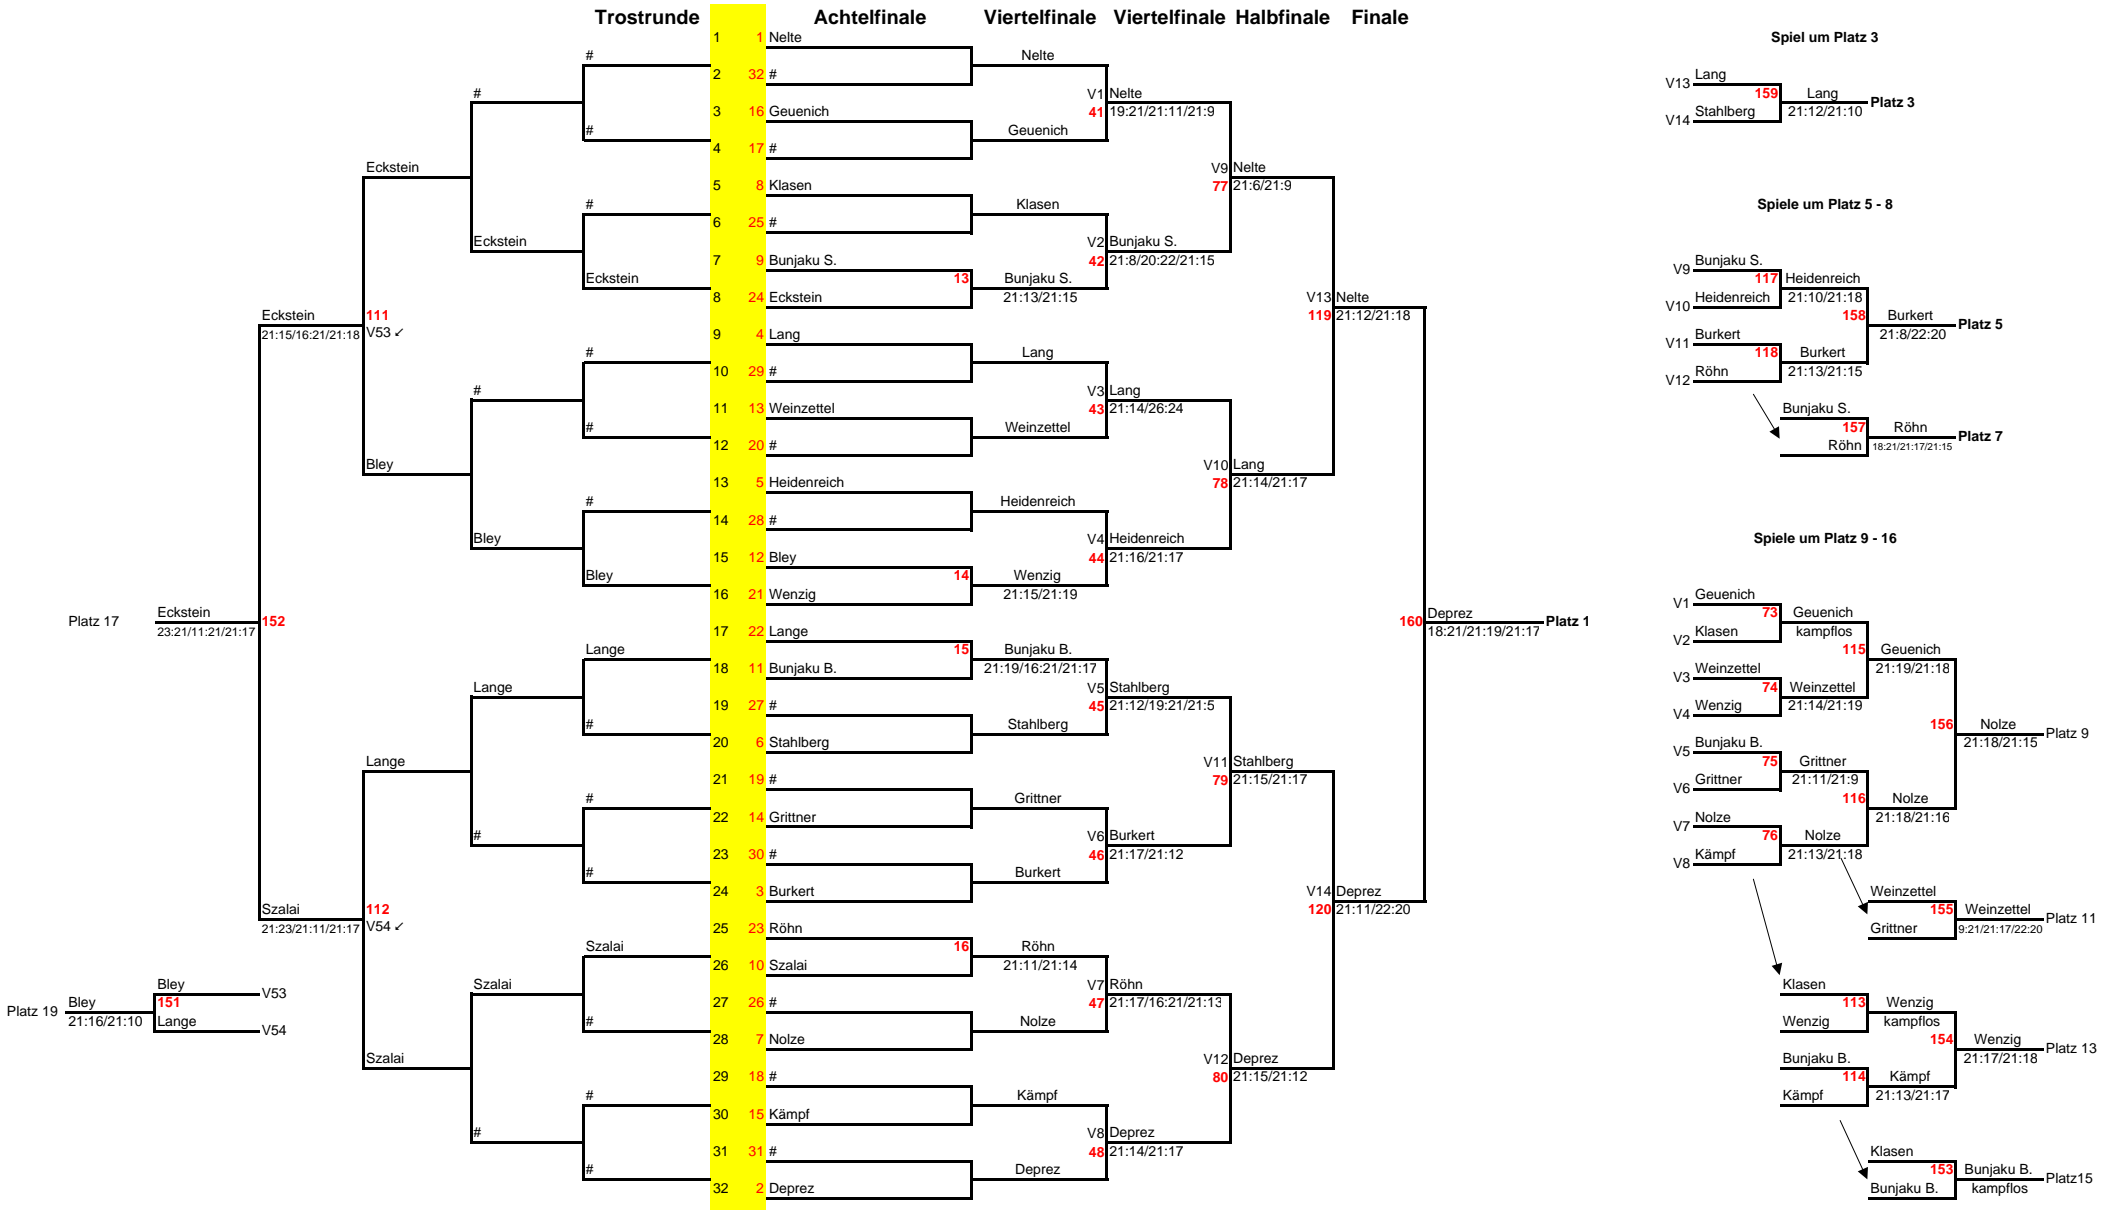 Trostrunde Achtelfinale Viertelfinale Viertelfinale Halbfinale Finale
Spiel um Platz 3
1 1 Nelte
# Nelte
2 32 #
# V1 Nelte
3 16 Geuenich 41 19:21/21:11/21:9
# Geuenich
4 17 #
Eckstein V9 Nelte
5 8 Klasen 77 21:6/21:9
# Klasen
6 25 #
Eckstein V2 Bunjaku S.
7 9 Bunjaku S. 42 21:8/20:22/21:15
Eckstein 13 Bunjaku S.
8 24 Eckstein 21:13/21:15
V13 Nelte
119 21:12/21:18
Eckstein 111
21:15/16:21/21:18 V53 ↙
9 4 Lang
# Lang
10 29 #
# V3 Lang
11 13 Weinzettel 43 21:14/26:24
# Weinzettel
12 20 #
Bley V10 Lang
13 5 Heidenreich 78 21:14/21:17
# Heidenreich
14 28 #
Bley V4 Heidenreich
15 12 Bley 44 21:16/21:17
Bley 14 Wenzig
16 21 Wenzig 21:15/21:19
Platz 17 Eckstein 152
23:21/11:21/21:17
160 Deprez Platz 1
18:21/21:19/21:17
17 22 Lange
Lange 15 Bunjaku B.
18 11 Bunjaku B. 21:19/16:21/21:17
Lange V5 Stahlberg
19 27 # 45 21:12/19:21/21:5
# Stahlberg
20 6 Stahlberg
Lange V11 Stahlberg
21 19 # 79 21:15/21:17
# Grittner
22 14 Grittner
# V6 Burkert
23 30 # 46 21:17/21:12
# Burkert
24 3 Burkert
V14 Deprez
120 21:11/22:20
Szalai 112
21:23/21:11/21:17 V54 ↙
25 23 Röhn
Szalai 16 Röhn
26 10 Szalai 21:11/21:14
Szalai V7 Röhn
27 26 # 47 21:17/16:21/21:13
# Nolze
28 7 Nolze
Szalai V12 Deprez
29 18 # 80 21:15/21:12
# Kämpf
30 15 Kämpf
# V8 Deprez
31 31 # 48 21:14/21:17
# Deprez
32 2 Deprez
Bley V53
Platz 19 Bley 151
21:16/21:10 Lange V54
V13 Lang
159 Lang Platz 3
V14 Stahlberg 21:12/21:10
Spiele um Platz 5 - 8
V9 Bunjaku S.
117 Heidenreich
V10 Heidenreich 21:10/21:18
158 Burkert Platz 5
21:8/22:20
V11 Burkert
118 Burkert
V12 Röhn 21:13/21:15
Bunjaku S.
157 Röhn Platz 7
Röhn 18:21/21:17/21:15
Spiele um Platz 9 - 16
V1 Geuenich
73 Geuenich
V2 Klasen kampflos
115 Geuenich
21:19/21:18
V3 Weinzettel
74 Weinzettel
V4 Wenzig 21:14/21:19
156 Nolze Platz 9
21:18/21:15
V5 Bunjaku B.
75 Grittner
V6 Grittner 21:11/21:9
116 Nolze
21:18/21:16
V7 Nolze
76 Nolze
V8 Kämpf 21:13/21:18
Weinzettel
155 Weinzettel Platz 11
Grittner 9:21/21:17/22:20
Klasen
113 Wenzig
Wenzig kampflos
154 Wenzig Platz 13
21:17/21:18
Bunjaku B.
114 Kämpf
Kämpf 21:13/21:17
Klasen
153 Bunjaku B. Platz15
Bunjaku B. kampflos